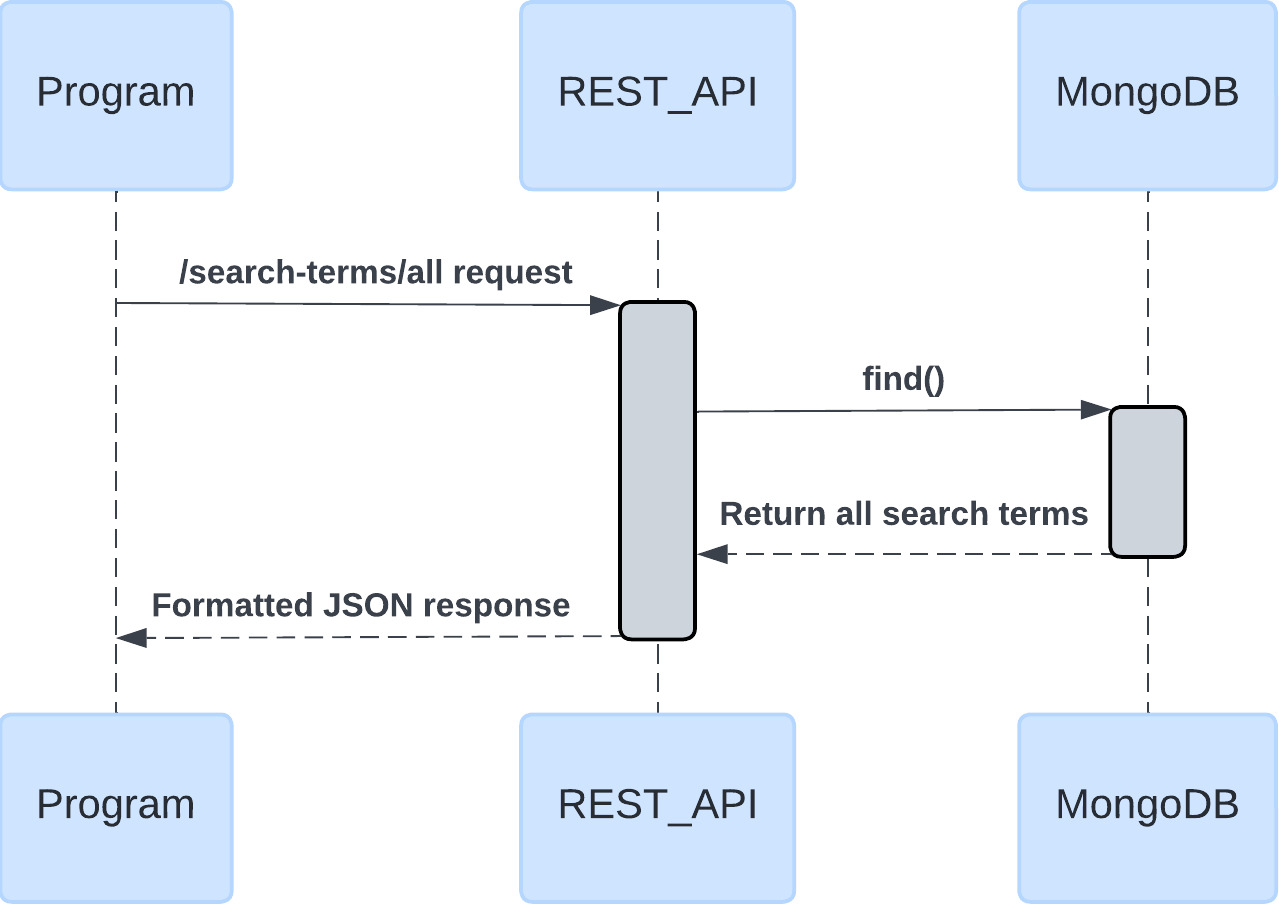 Program
REST_API
MongoDB
/search-terms/all request
find()
Return all search terms
Formatted JSON response
Program
REST_API
MongoDB